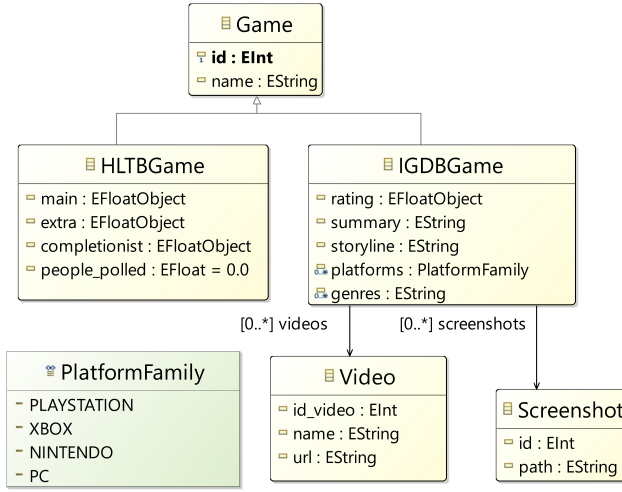 Game
id : EInt
name : EString
HLTBGame
main : EFloatObject
extra : EFloatObject
completionist : EFloatObject
people_polled : EFloat = 0.0
IGDBGame
rating : EFloatObject
summary : EString
storyline : EString
0..* platforms : PlatformFamily
0..* genres : EString
[0..*] videos
[0..*] screenshots
PlatformFamily
PLAYSTATION
XBOX
NINTENDO
PC
Video
id_video : EInt
name : EString
url : EString
Screenshot
id : EInt
path : EString